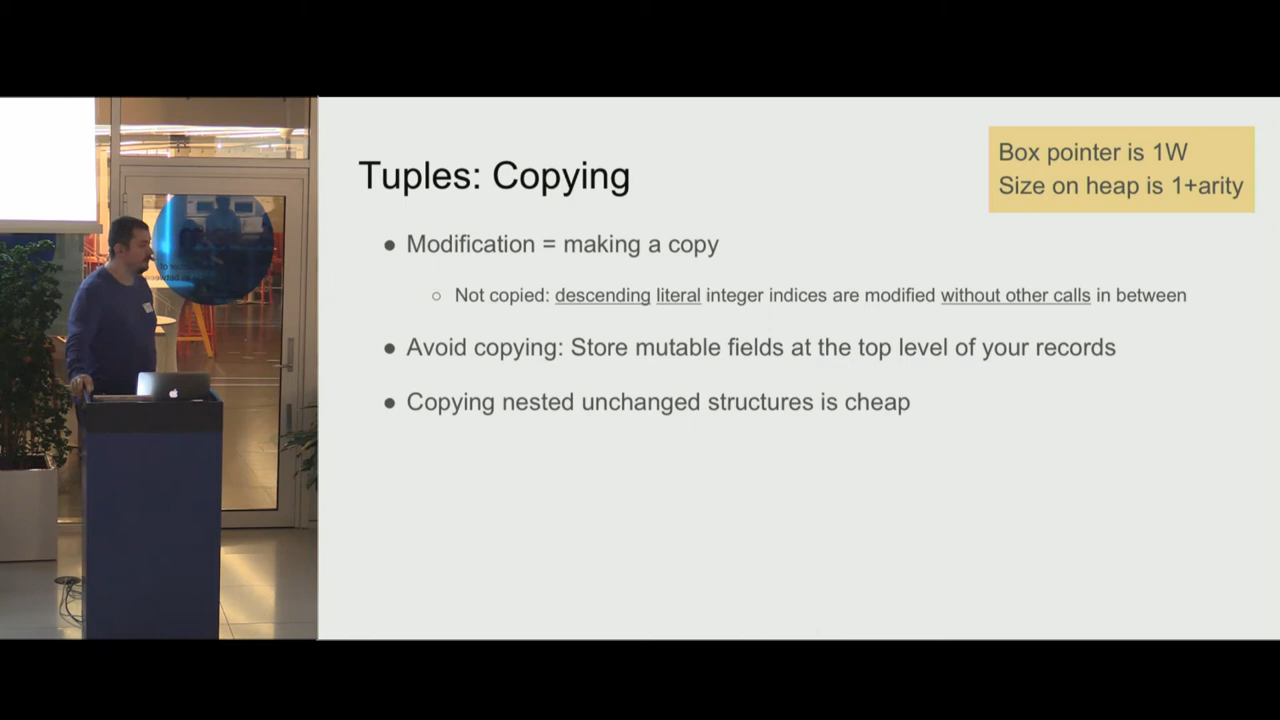 Tuples: Copying
Box pointer is 1W
Size on heap is 1+arity
● Modification = making a copy
○ Not copied: descending literal integer indices are modified without other calls in between
● Avoid copying: Store mutable fields at the top level of your records
● Copying nested unchanged structures is cheap